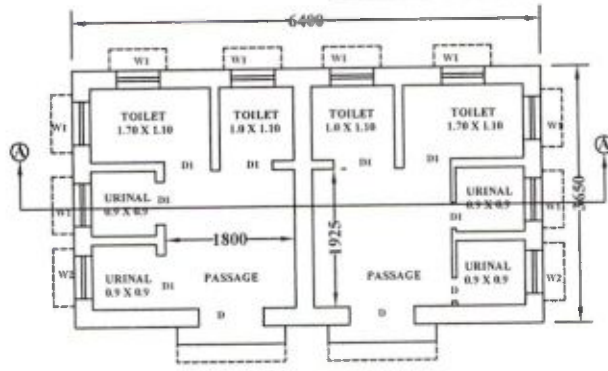 6400
W1
W1
W1
W1
TOILET
1.70 X 1.10
TOILET
1.0 X 1.10
TOILET
1.0 X 1.10
TOILET
1.70 X 1.10
W1
W1
A
A
D1
D1
D1
D1
URINAL
0.9 X 0.9
D1
D1
URINAL
0.9 X 0.9
W1
W1
3650
1800
1925
URINAL
0.9 X 0.9
D1
PASSAGE
PASSAGE
D
URINAL
0.9 X 0.9
W2
W2
D
D